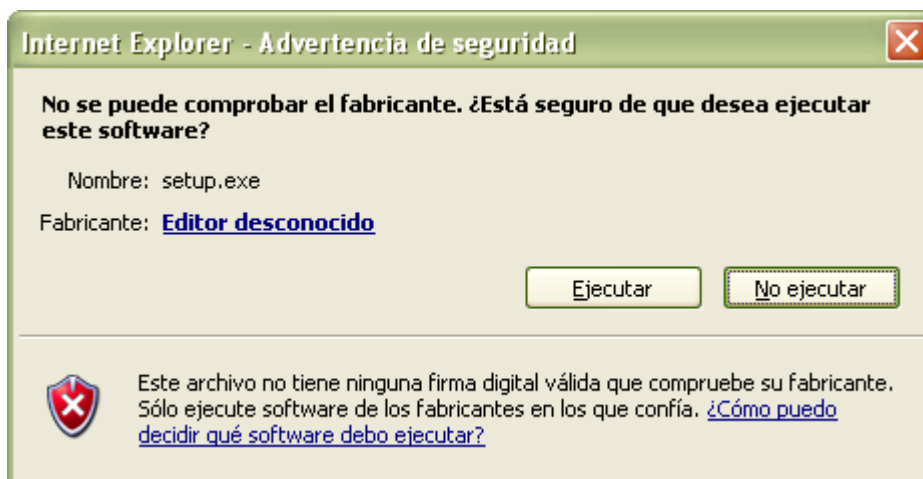 Internet Explorer - Advertencia de seguridad
No se puede comprobar el fabricante. ¿Está seguro de que desea ejecutar
este software?
Nombre: setup.exe
Fabricante: Editor desconocido
Ejecutar No ejecutar
Este archivo no tiene ninguna firma digital válida que compruebe su fabricante.
Sólo ejecute software de los fabricantes en los que confía. ¿Cómo puedo
decidir qué software debo ejecutar?